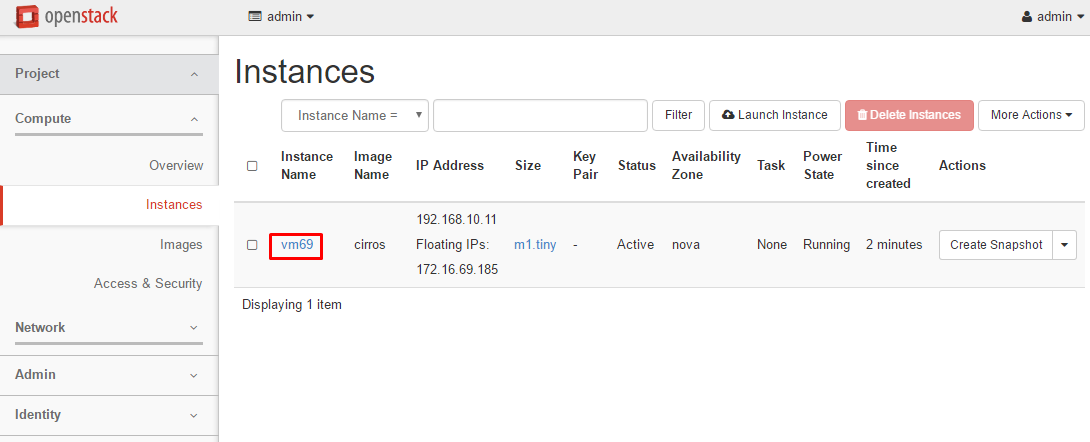 openstack admin admin
Project
Compute
Overview
Instances
Images
Access & Security
Network
Admin
Identity
Instances
Instance Name = Filter Launch Instance Delete Instances More Actions
Instance Name Image Name IP Address Size Key Pair Status Availability Zone Task Power State Time since created Actions
192.168.10.11
vm69 cirros Floating IPs: m1.tiny - Active nova None Running 2 minutes Create Snapshot
172.16.69.185
Displaying 1 item